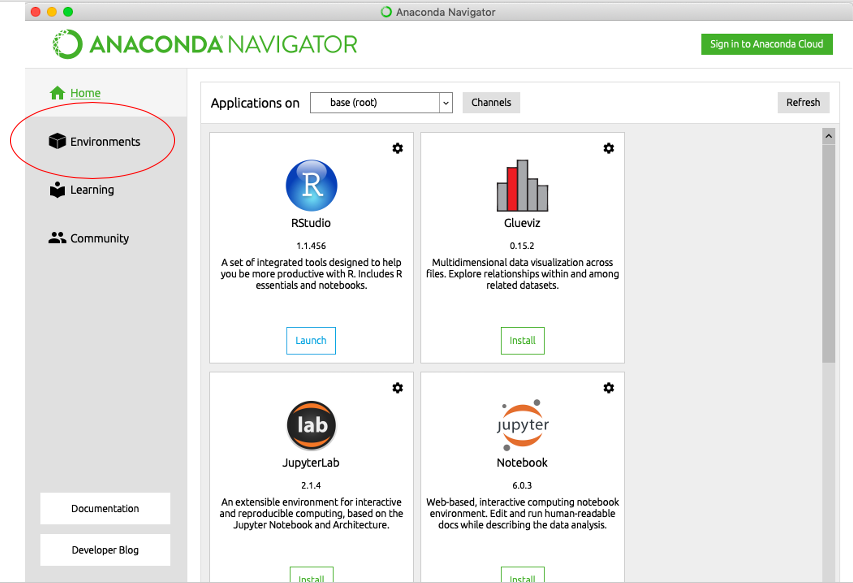 Anaconda Navigator
ANACONDA NAVIGATOR
Sign in to Anaconda Cloud
Home
Environments
Learning
Community
Documentation
Developer Blog
Applications on
base (root)
Channels
Refresh
R
RStudio
1.1.456
A set of integrated tools designed to help
you be more productive with R. Includes R
essentials and notebooks.
Launch
Glueviz
0.15.2
Multidimensional data visualization across
files. Explore relationships within and among
related datasets.
Install
lab
JupyterLab
2.1.4
An extensible environment for interactive
and reproducible computing, based on the
Jupyter Notebook and Architecture.
Install
jupyter
Notebook
6.0.3
Web-based, interactive computing notebook
environment. Edit and run human-readable
docs while describing the data analysis.
Install